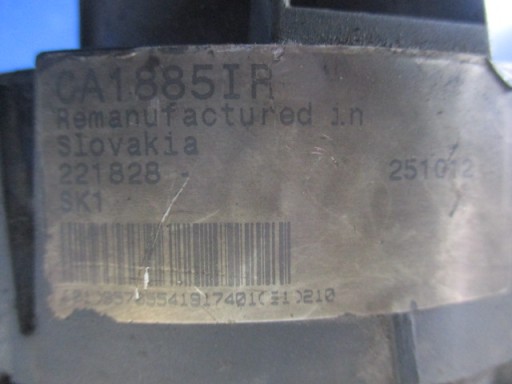 CA1885IR
Remanufactured in
Slovakia
221828 - 251012
SK1